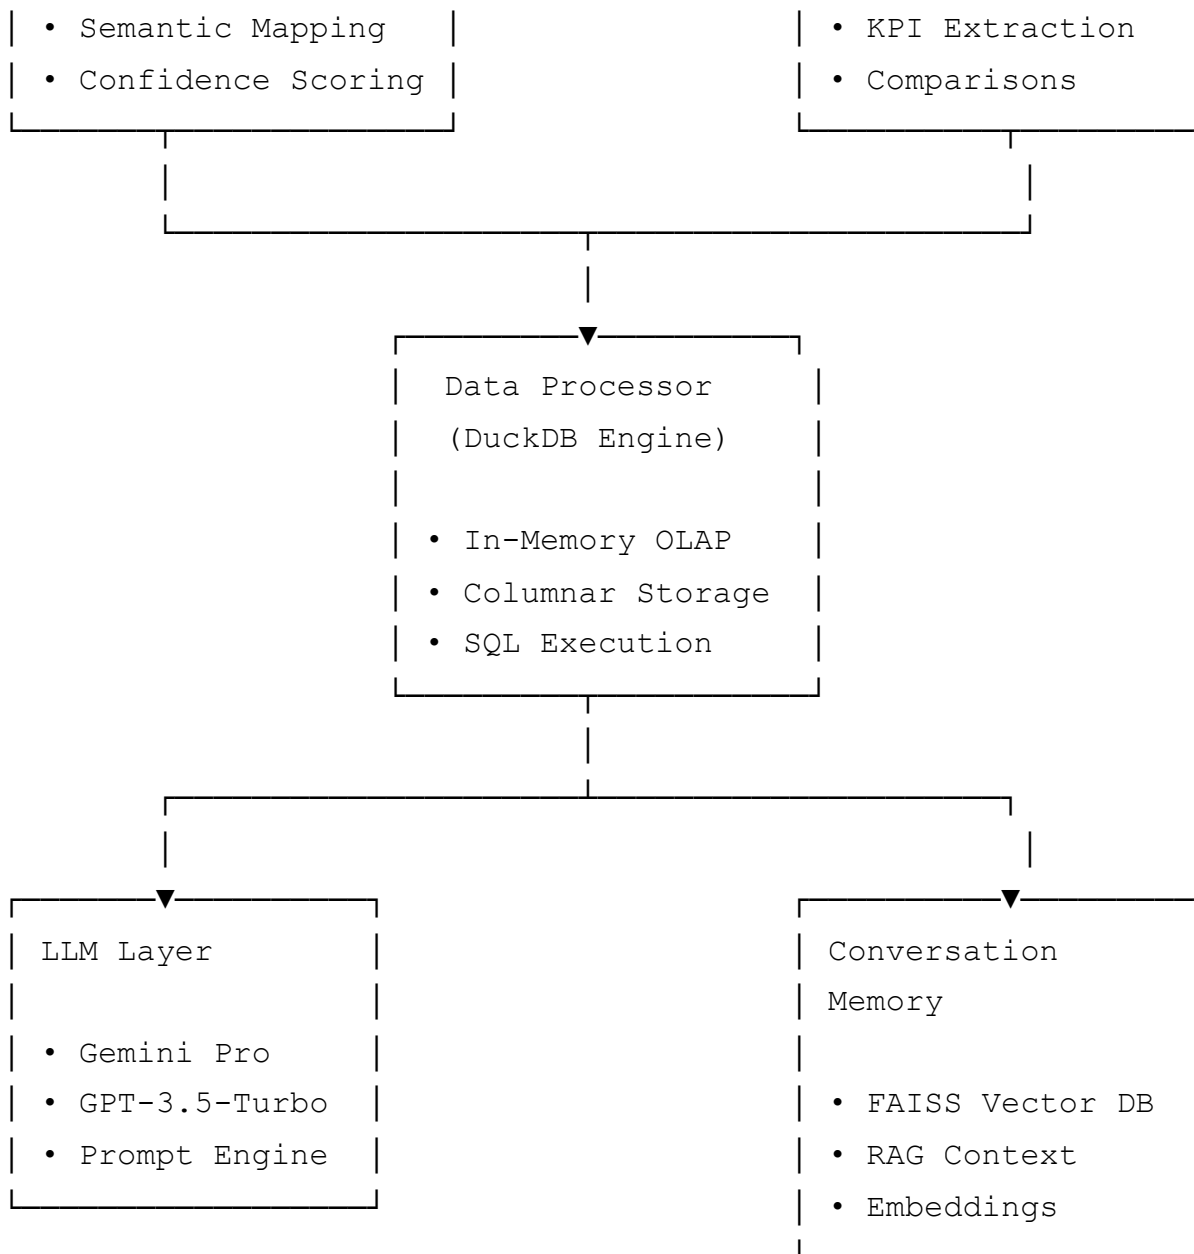 • Semantic Mapping
• Confidence Scoring
• KPI Extraction
• Comparisons
Data Processor
(DuckDB Engine)
• In-Memory OLAP
• Columnar Storage
• SQL Execution
LLM Layer
• Gemini Pro
• GPT-3.5-Turbo
• Prompt Engine
Conversation
Memory
• FAISS Vector DB
• RAG Context
• Embeddings